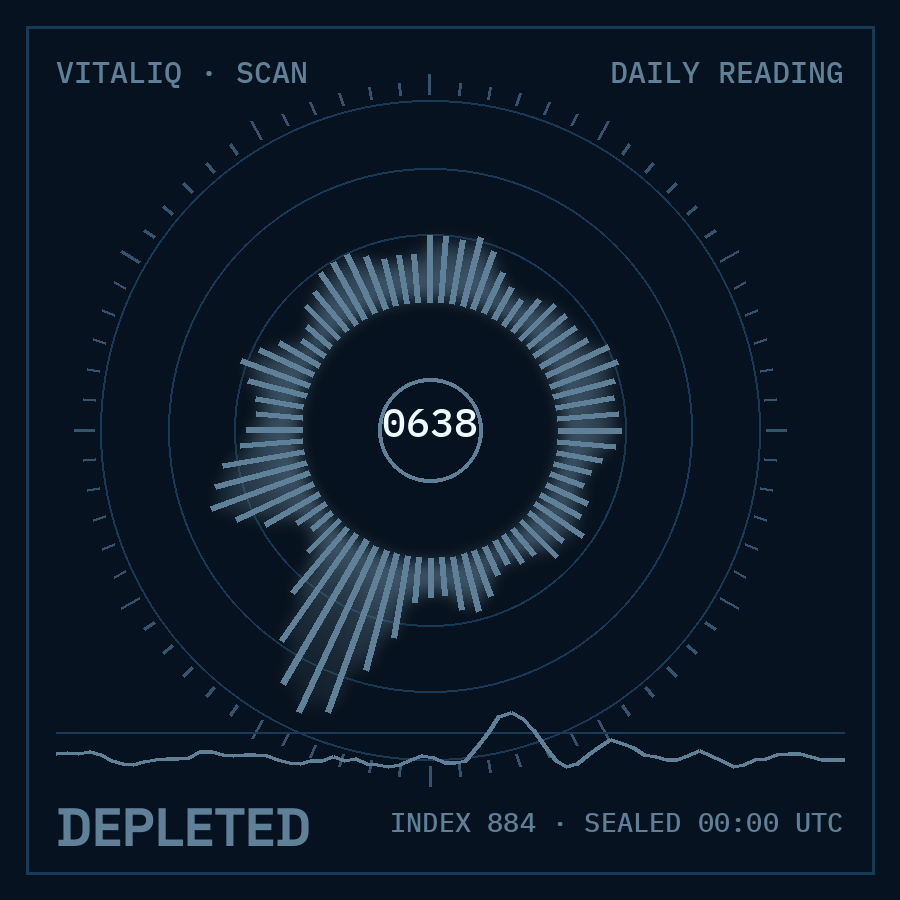 VITALIQ · SCAN
DAILY READING
0638
DEPLETED
INDEX 884 · SEALED 00:00 UTC